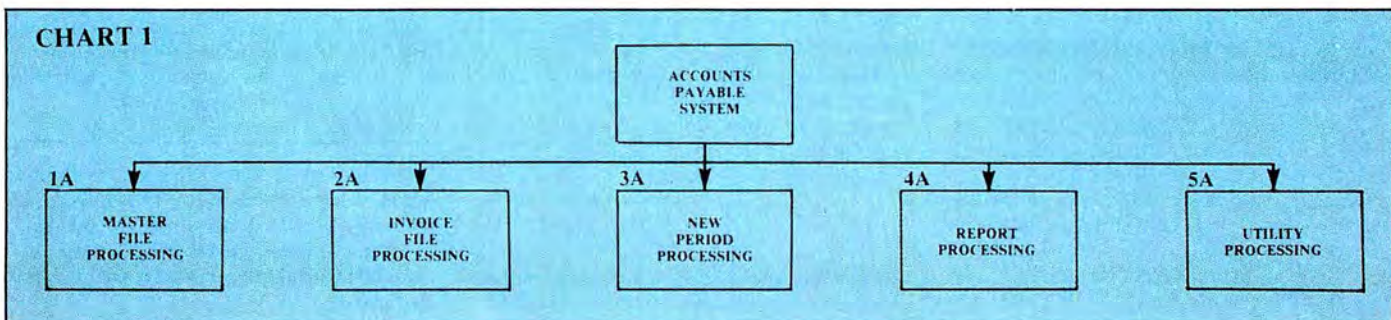 CHART 1
ACCOUNTS
PAYABLE
SYSTEM
1A
MASTER
FILE
PROCESSING
2A
INVOICE
FILE
PROCESSING
3A
NEW
PERIOD
PROCESSING
4A
REPORT
PROCESSING
5A
UTILITY
PROCESSING